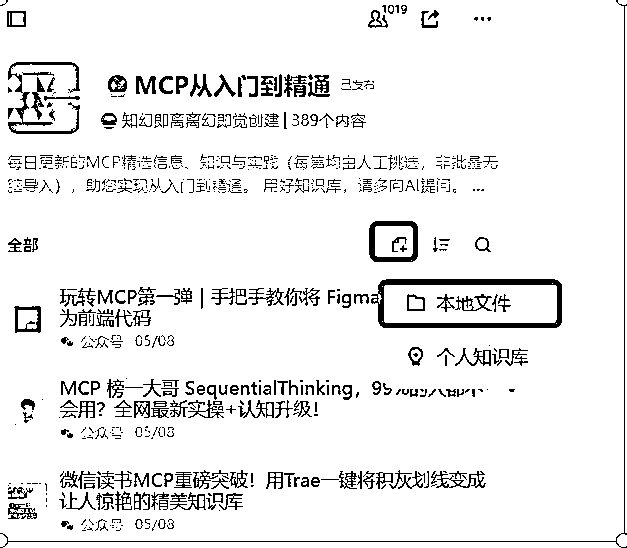 1019
MCP从入门到精通 已发布
知幻即离离幻即觉创建 | 389个内容
每日更新的MCP精选信息、知识与实践（每篇均由人工挑选，非批量无
脑导入），助您实现从入门到精通。 用好知识库，请多向AI提问。 ...
全部
玩转MCP第一弹 | 手把手教你将 Figma
为前端代码
公众号 05/08
本地文件
个人知识库
MCP 榜一大哥 SequentialThinking，99%的人都不
会用？全网最新实操+认知升级！
公众号 05/08
微信读书MCP重磅突破！用Trae一键将积灰划线变成
让人惊艳的精美知识库
公众号 05/08